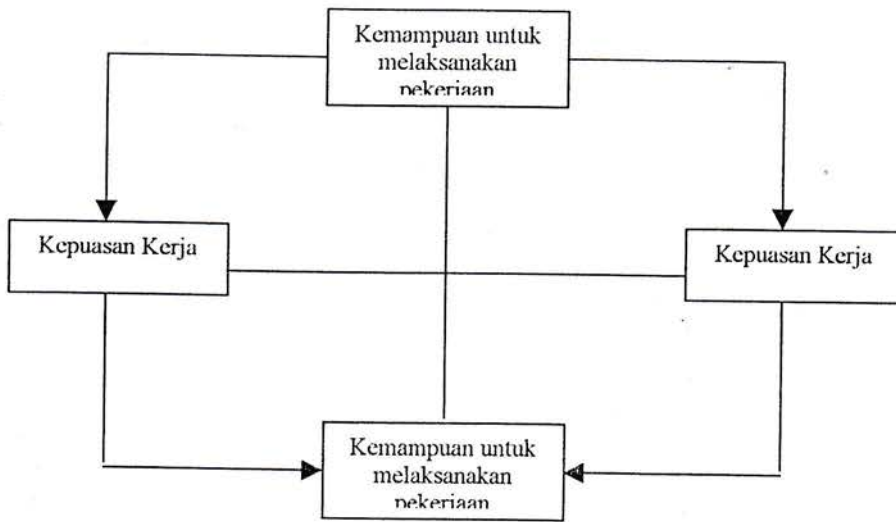 Kemampuan untuk
melaksanakan
pekerjaan
Kepuasan Kerja
Kepuasan Kerja
Kemampuan untuk
melaksanakan
pekerjaan